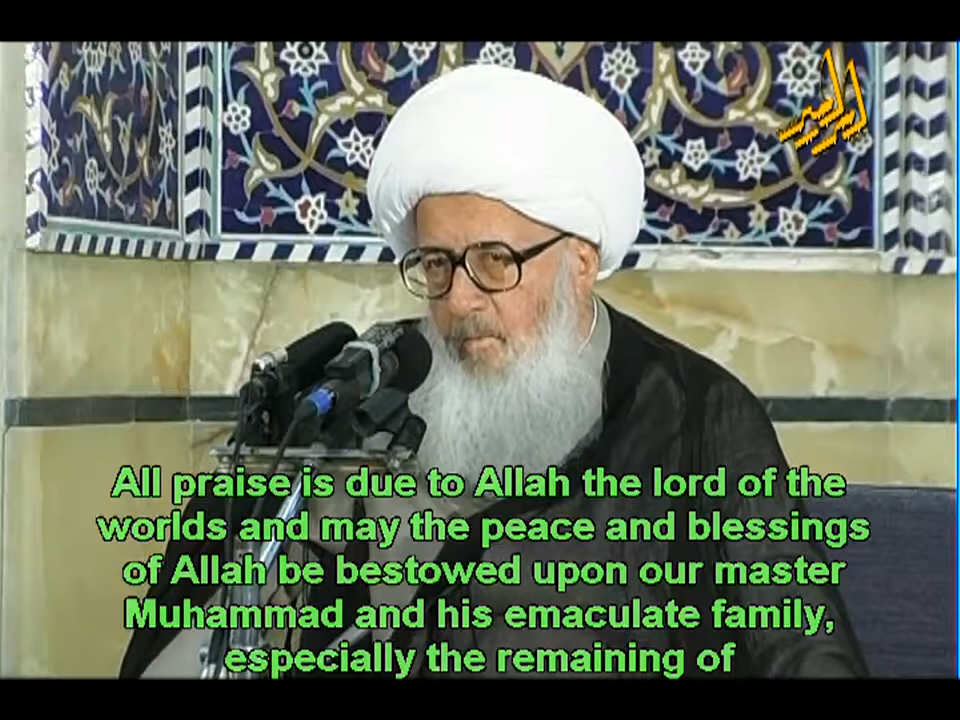 All praise is due to Allah the lord of the
worlds and may the peace and blessings
of Allah be bestowed upon our master
Muhammad and his emaculate family,
especially the remaining of